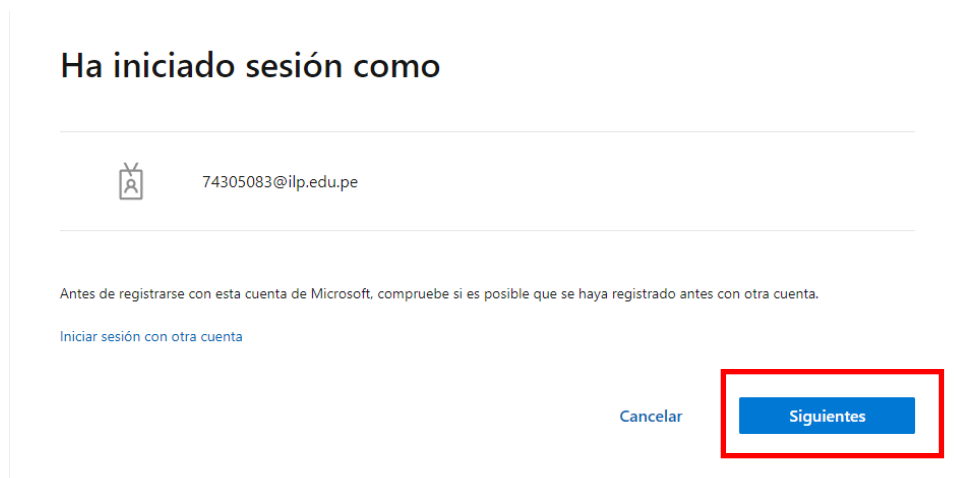 Ha iniciado sesión como
74305083@ilp.edu.pe
Antes de registrarse con esta cuenta de Microsoft, compruebe si es posible que se haya registrado antes con otra cuenta.
Iniciar sesión con otra cuenta
Cancelar
Siguientes